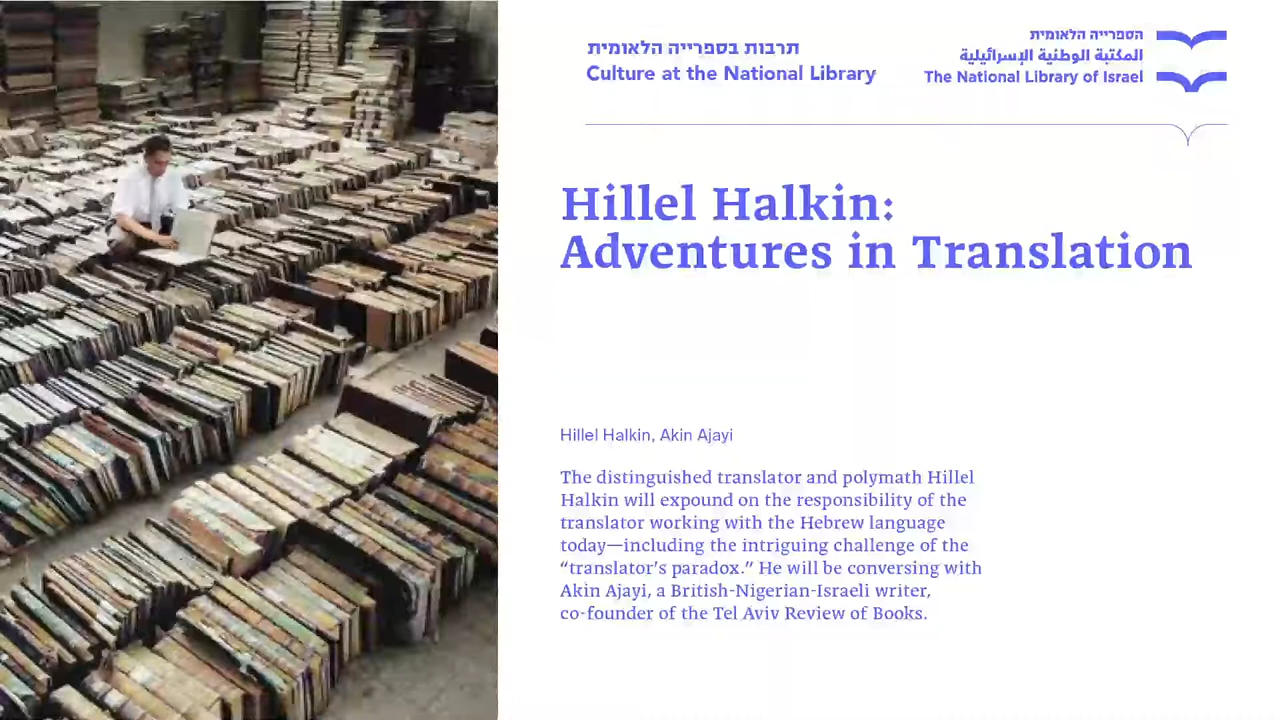 תרבות בספרייה הלאומית
Culture at the National Library
הספרייה הלאומית
المكتبة الوطنية الإسرائيلية
The National Library of Israel
Hillel Halkin:
Adventures in Translation
Hillel Halkin, Akin Ajayi
The distinguished translator and polymath Hillel
Halkin will expound on the responsibility of the
translator working with the Hebrew language
today—including the intriguing challenge of the
“translator’s paradox.” He will be conversing with
Akin Ajayi, a British-Nigerian-Israeli writer,
co-founder of the Tel Aviv Review of Books.